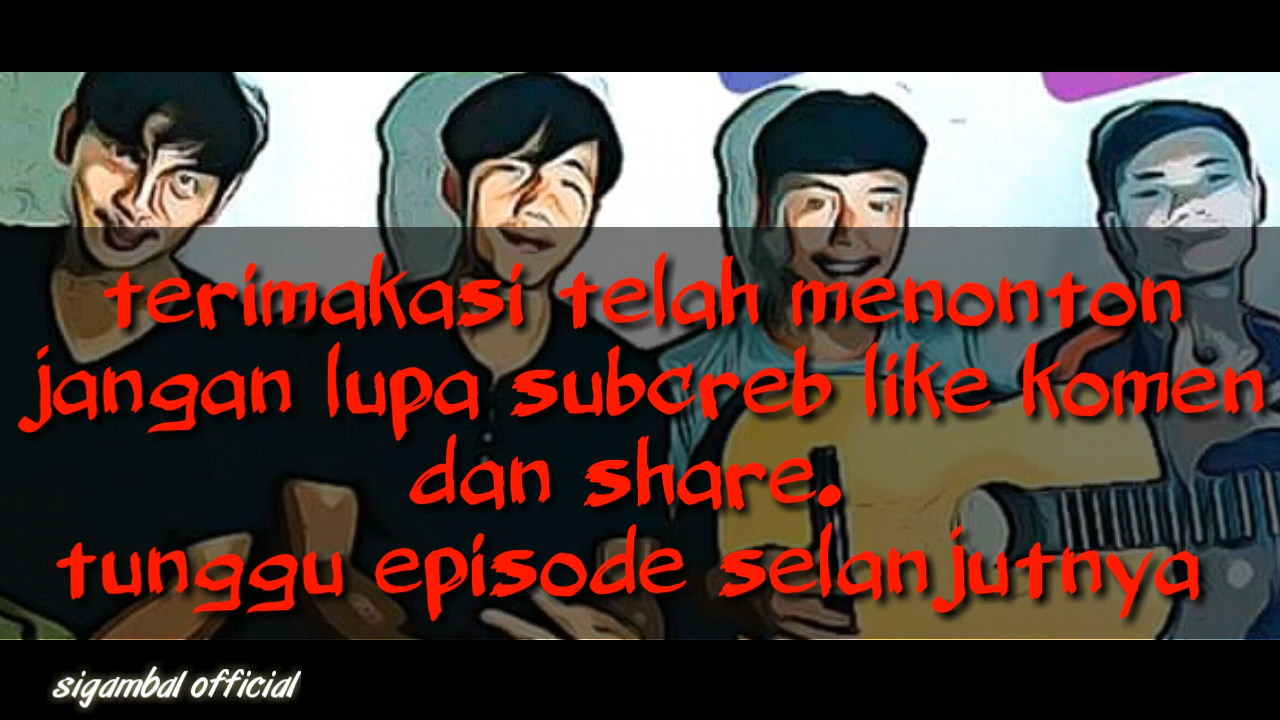 terimakasi telah menonton
jangan lupa subcreb like komen
dan share.
tunggu episode selanjutnya
sigambal official